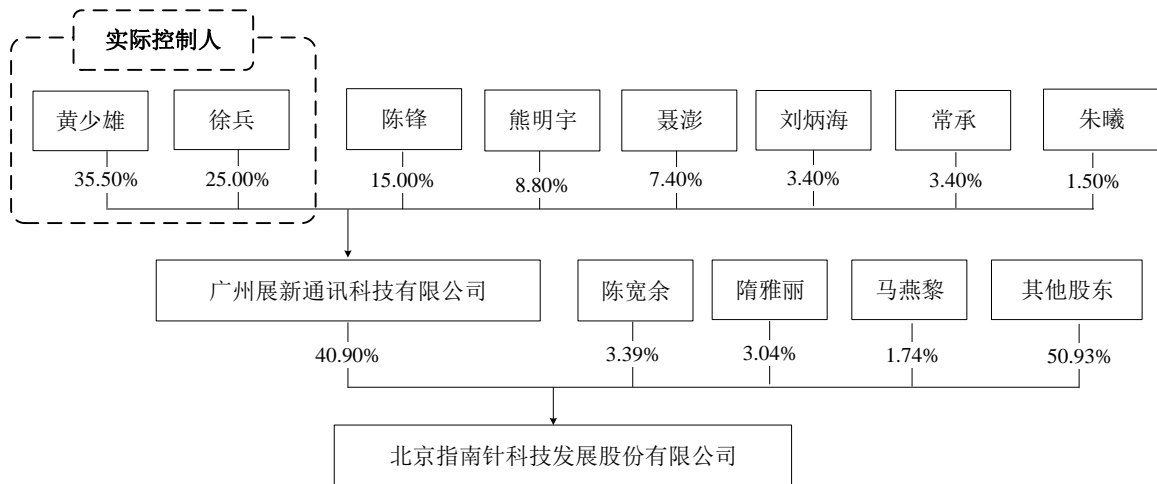 实际控制人
黄少雄
徐兵
陈锋
熊明宇
聂澎
刘炳海
常承
朱曦
35.50%
25.00%
15.00%
8.80%
7.40%
3.40%
3.40%
1.50%
广州展新通讯科技有限公司
陈宽余
隋雅丽
马燕黎
其他股东
40.90%
3.39%
3.04%
1.74%
50.93%
北京指南针科技发展股份有限公司